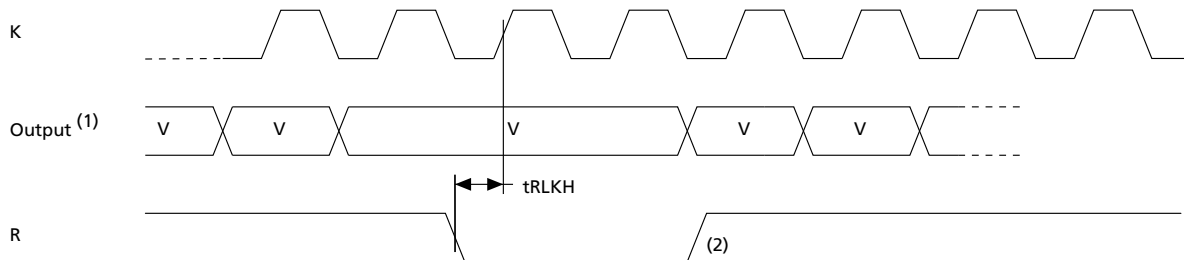 K
Output (1)
V V V V V
tRLKH
R
(2)